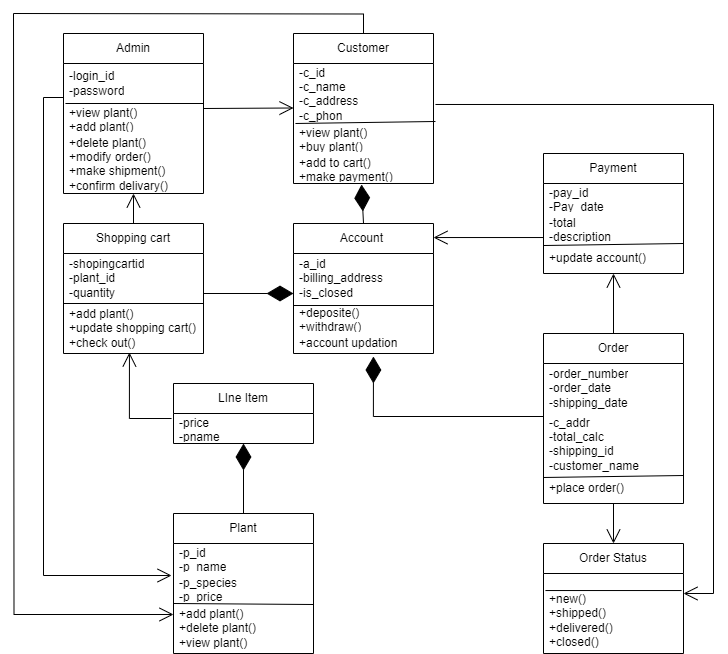 Admin
-login_id
-password
+view plant()
+add plant()
+delete plant()
+modify order()
+make shipment()
+confirm delivary()
Customer
-c_id
-c_name
-c_address
-c_phon
+view plant()
+buy plant()
+add to cart()
+make payment()
Payment
-pay_id
-Pay_date
-total
-description
+update account()
Shopping cart
-shopingcartid
-plant_id
-quantity
+add plant()
+update shopping cart()
+check out()
Account
-a_id
-billing_address
-is_closed
+deposite()
+withdraw()
+account updation
Order
-order_number
-order_date
-shipping_date
-c_addr
-total_calc
-shipping_id
-customer_name
+place order()
LIne Item
-price
-pname
Plant
-p_id
-p_name
-p_species
-p_price
+add plant()
+delete plant()
+view plant()
Order Status
+new()
+shipped()
+delivered()
+closed()